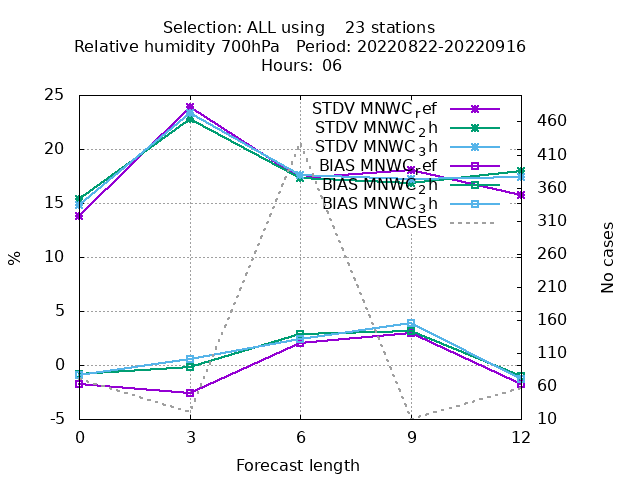 Selection: ALL using    23 stations
Relative humidity 700hPa   Period: 20220822-20220916
Hours: 06
25
20
15
10
5
0
-5
%
STDV MNWC_ref
STDV MNWC_2h
STDV MNWC_3h
BIAS MNWC_ref
BIAS MNWC_2h
BIAS MNWC_3h
CASES
460
410
360
310
260
210
160
110
60
10
No cases
0 3 6 9 12
Forecast length